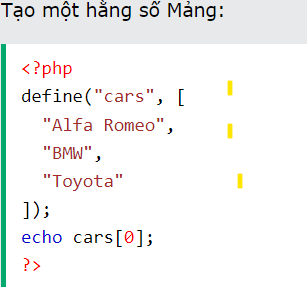 Tạo một hằng số Mảng:
<?php
define("cars", [
  "Alfa Romeo",
  "BMW",
  "Toyota"
]);
echo cars[0];
?>